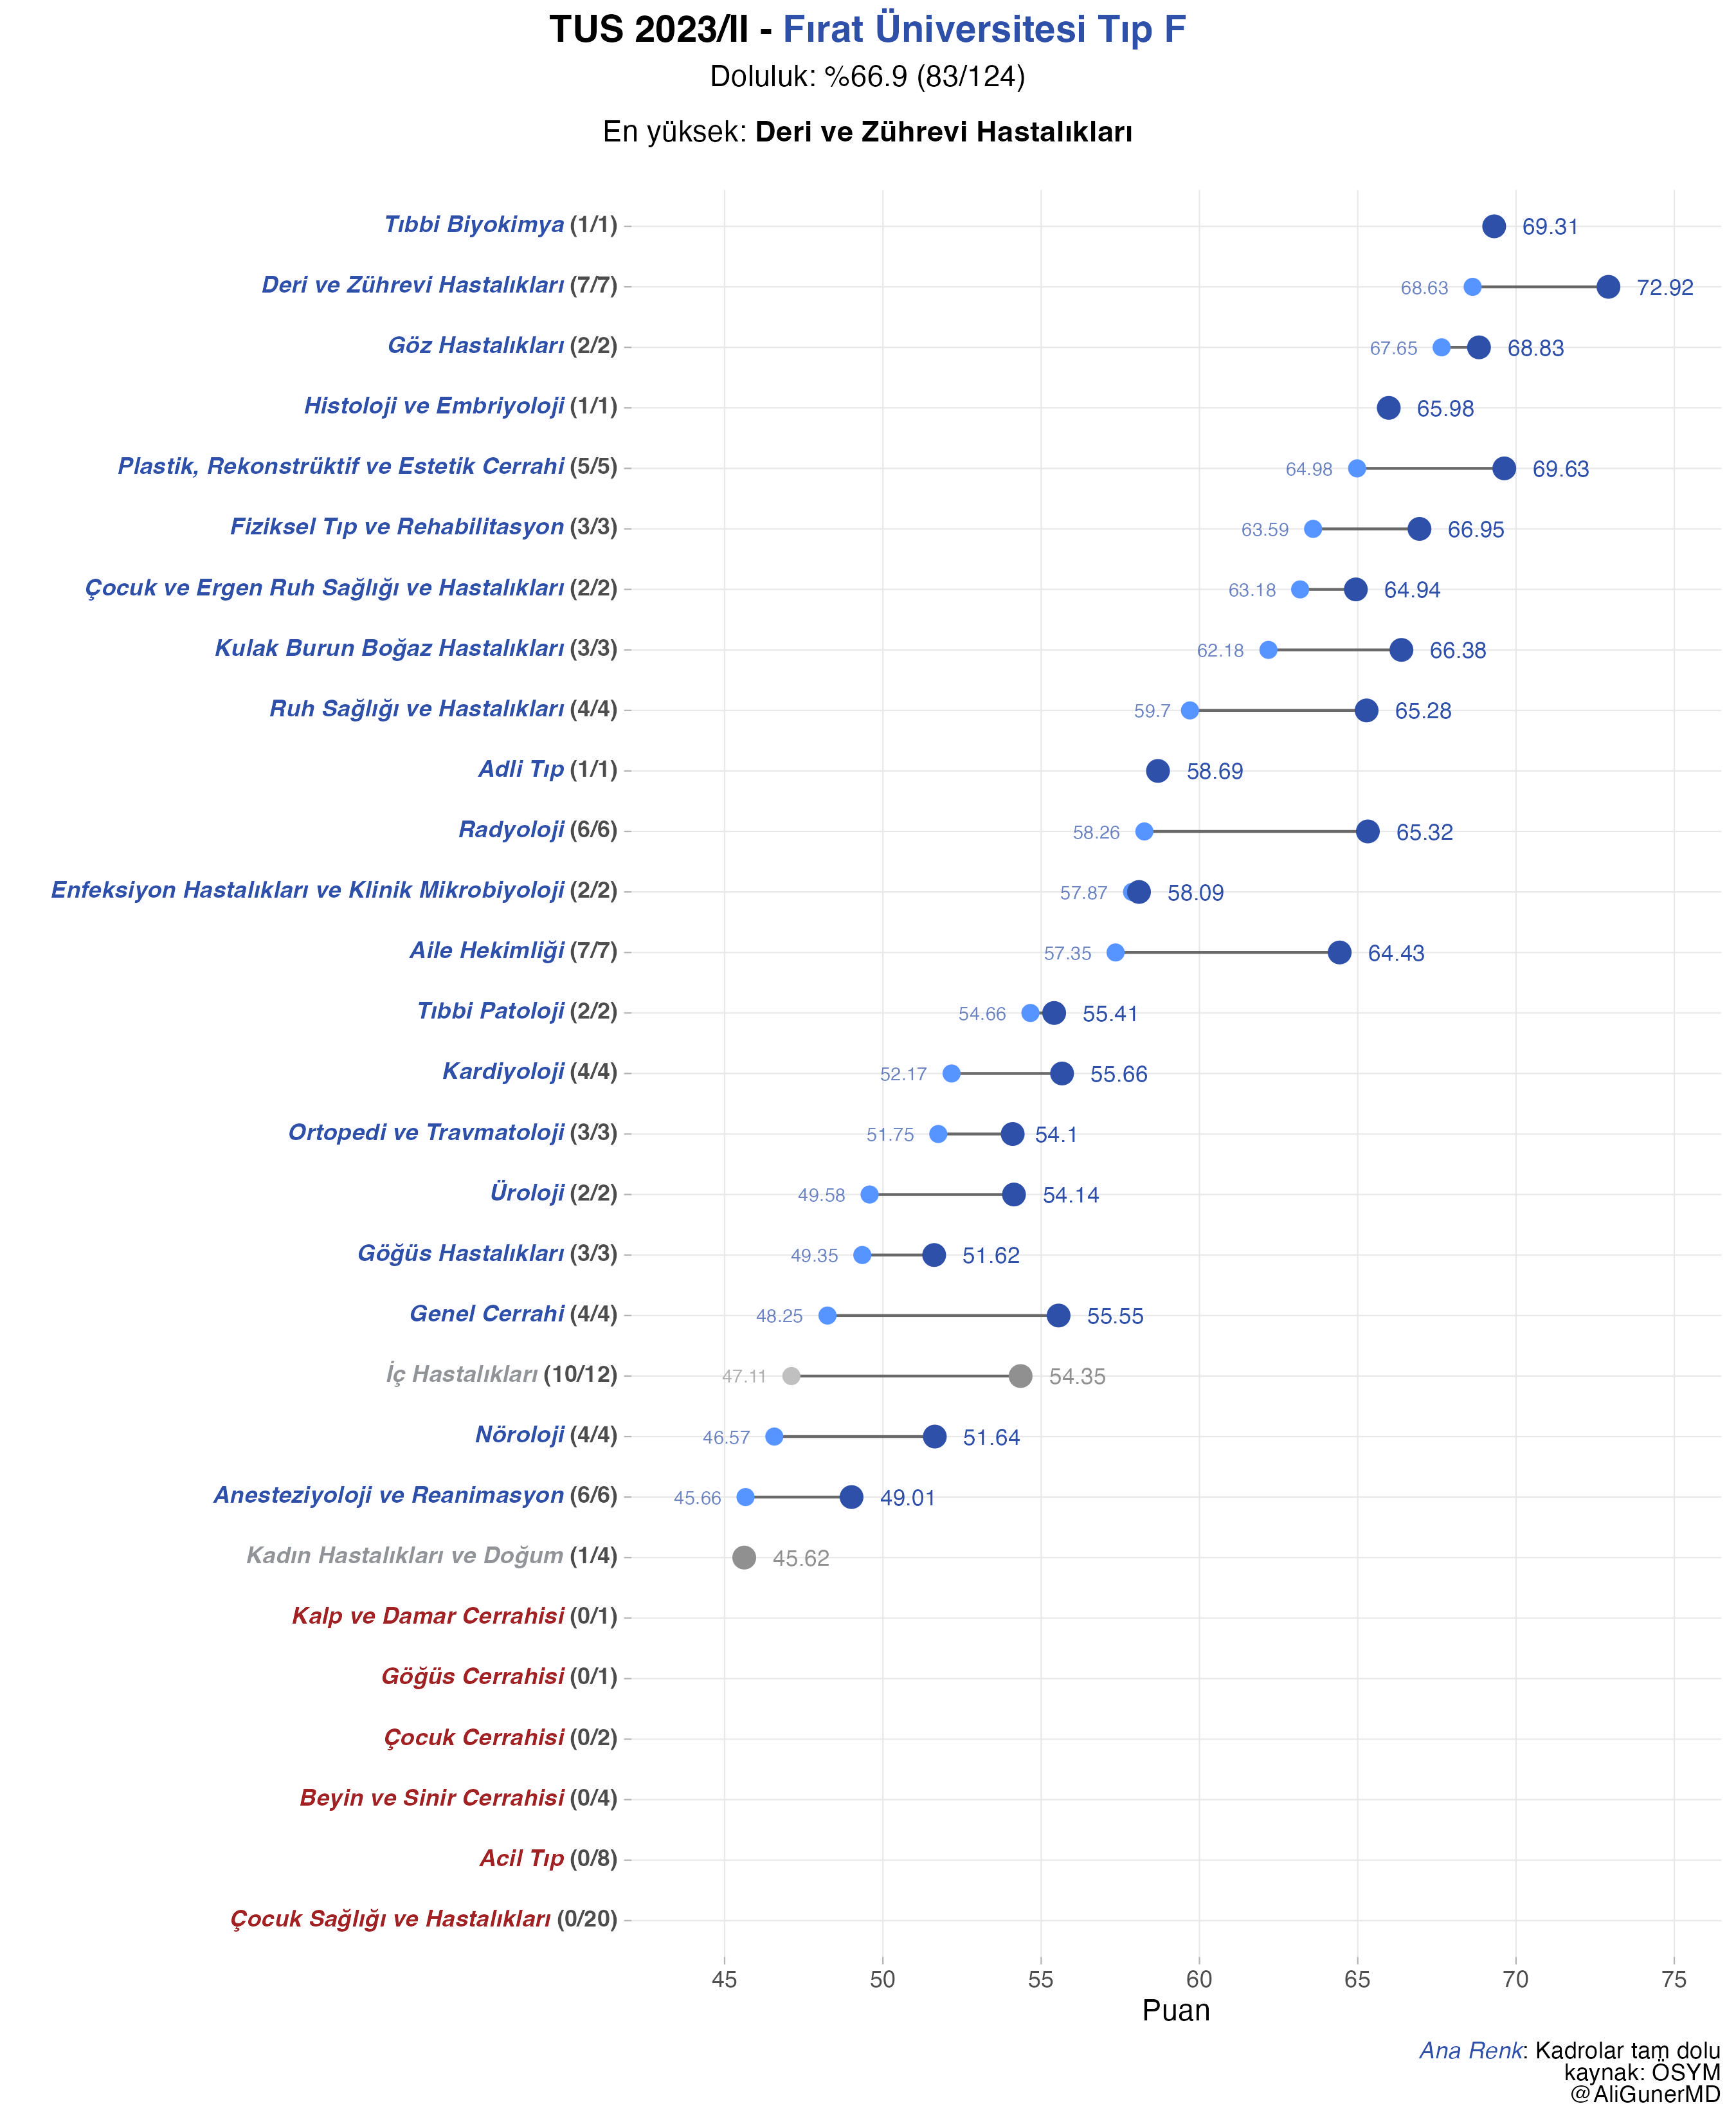 TUS 2023/II - Fırat Üniversitesi Tıp F
Doluluk: %66.9 (83/124)
En yüksek: Deri ve Zührevi Hastalıkları
Tıbbi Biyokimya (1/1) 69.31
Deri ve Zührevi Hastalıkları (7/7) 68.63 72.92
Göz Hastalıkları (2/2) 67.65 68.83
Histoloji ve Embriyoloji (1/1) 65.98
Plastik, Rekonstrüktif ve Estetik Cerrahi (5/5) 64.98 69.63
Fiziksel Tıp ve Rehabilitasyon (3/3) 63.59 66.95
Çocuk ve Ergen Ruh Sağlığı ve Hastalıkları (2/2) 63.18 64.94
Kulak Burun Boğaz Hastalıkları (3/3) 62.18 66.38
Ruh Sağlığı ve Hastalıkları (4/4) 59.7 65.28
Adli Tıp (1/1) 58.69
Radyoloji (6/6) 58.26 65.32
Enfeksiyon Hastalıkları ve Klinik Mikrobiyoloji (2/2) 57.87 58.09
Aile Hekimliği (7/7) 57.35 64.43
Tıbbi Patoloji (2/2) 54.66 55.41
Kardiyoloji (4/4) 52.17 55.66
Ortopedi ve Travmatoloji (3/3) 51.75 54.1
Üroloji (2/2) 49.58 54.14
Göğüs Hastalıkları (3/3) 49.35 51.62
Genel Cerrahi (4/4) 48.25 55.55
İç Hastalıkları (10/12) 47.11 54.35
Nöroloji (4/4) 46.57 51.64
Anesteziyoloji ve Reanimasyon (6/6) 45.66 49.01
Kadın Hastalıkları ve Doğum (1/4) 45.62
Kalp ve Damar Cerrahisi (0/1)
Göğüs Cerrahisi (0/1)
Çocuk Cerrahisi (0/2)
Beyin ve Sinir Cerrahisi (0/4)
Acil Tıp (0/8)
Çocuk Sağlığı ve Hastalıkları (0/20)
45 50 55 60 65 70 75
Puan
Ana Renk: Kadrolar tam dolu
kaynak: ÖSYM
@AliGunerMD